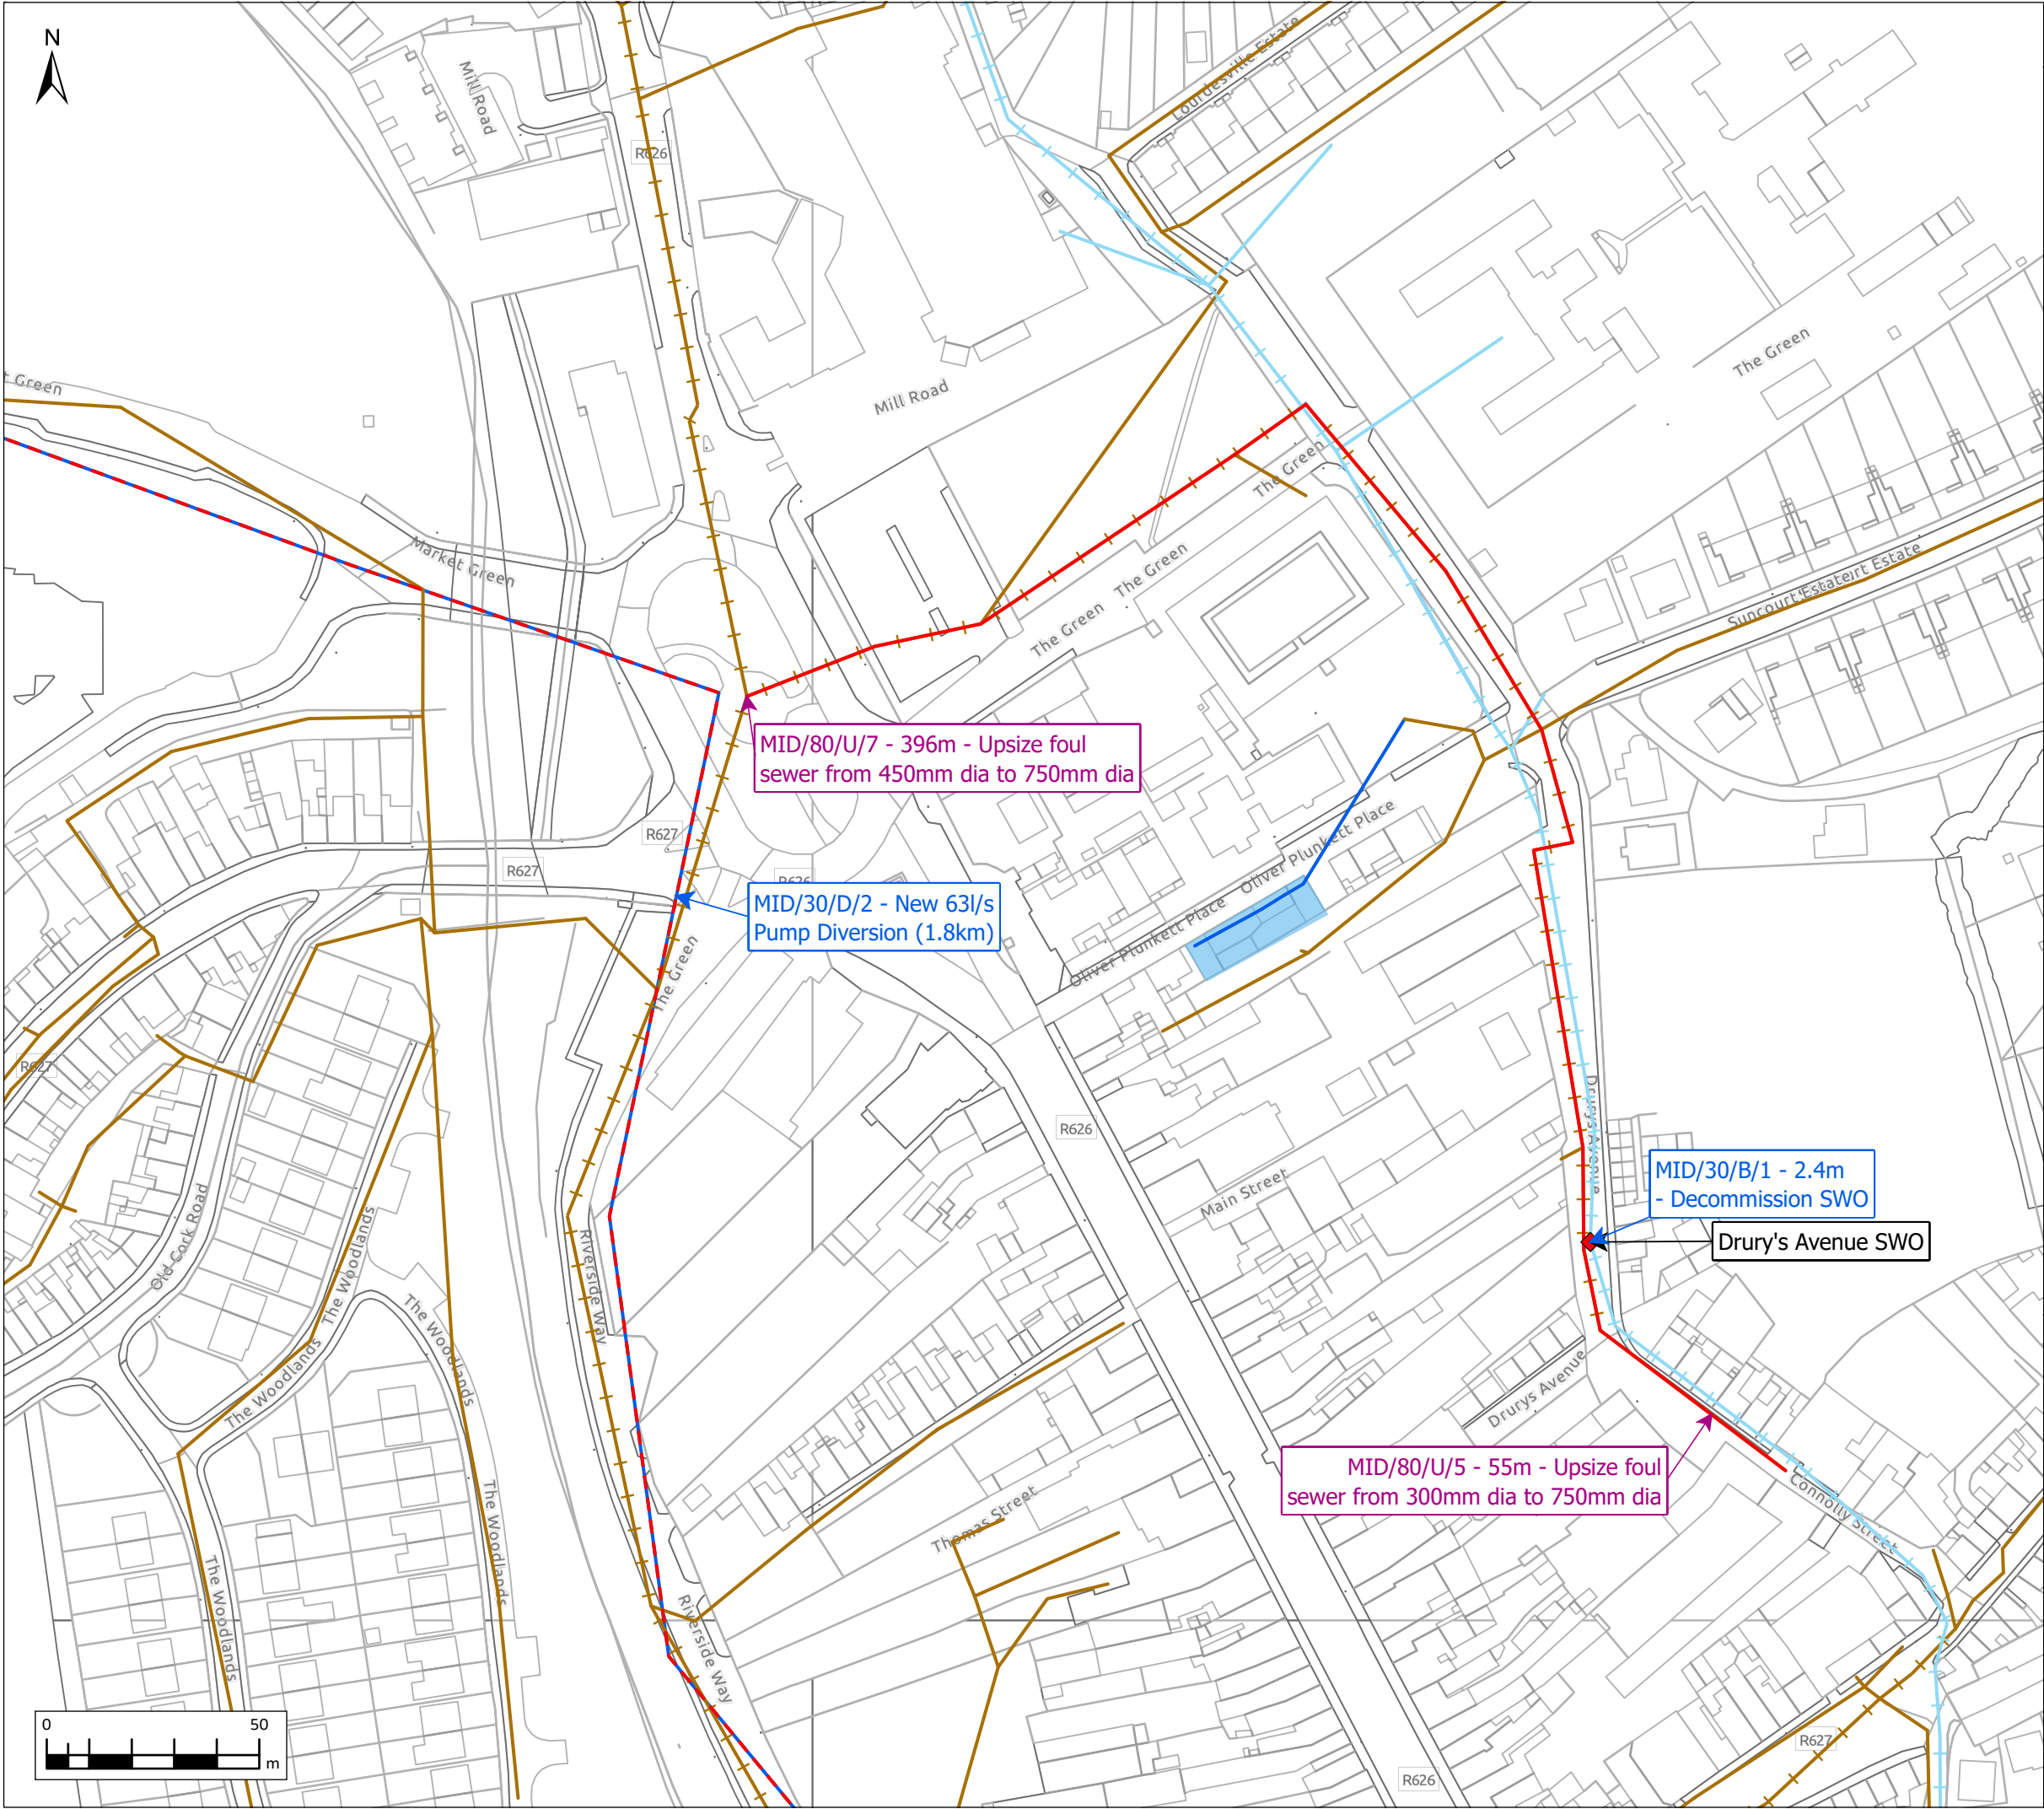 N
Mill Road
R626
Lourdesville Estate
t Green
Mill Road
The Green
The Green
Market Green
The Green
The Green
Suncourt Estate
rt Estate
MID/80/U/7 - 396m - Upsize foul
sewer from 450mm dia to 750mm dia
R627
R627
R626
Oliver Plunkett Place
Oliver Plunkett Place
MID/30/D/2 - New 63l/s
Pump Diversion (1.8km)
The Green
R627
R626
Drurys Avenue
Main Street
MID/30/B/1 - 2.4m
- Decommission SWO
Drury's Avenue SWO
Old Cork Road
The Woodlands
The Woodlands
The Woodlands
Riverside Way
Drurys Avenue
MID/80/U/5 - 55m - Upsize foul
sewer from 300mm dia to 750mm dia
Connolly Street
Thomas Street
The Woodlands
The Woodlands
Riverside Way
R627
R626
0 50
m